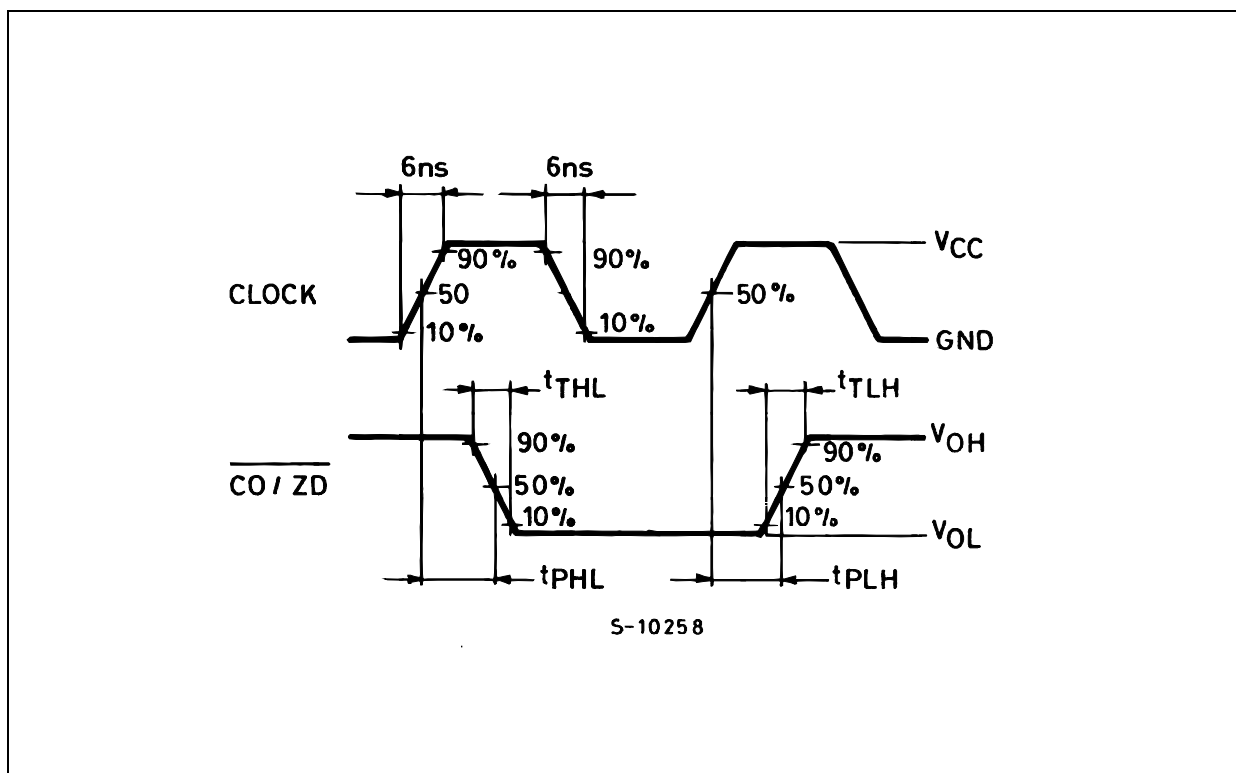 6ns 6ns
90% 90% VCC
CLOCK 50 50%
10% 10% GND
tTHL tTLH
90% 90% VOH
CO / ZD 50% 50%
10% 10% VOL
tPHL tPLH
S-10258